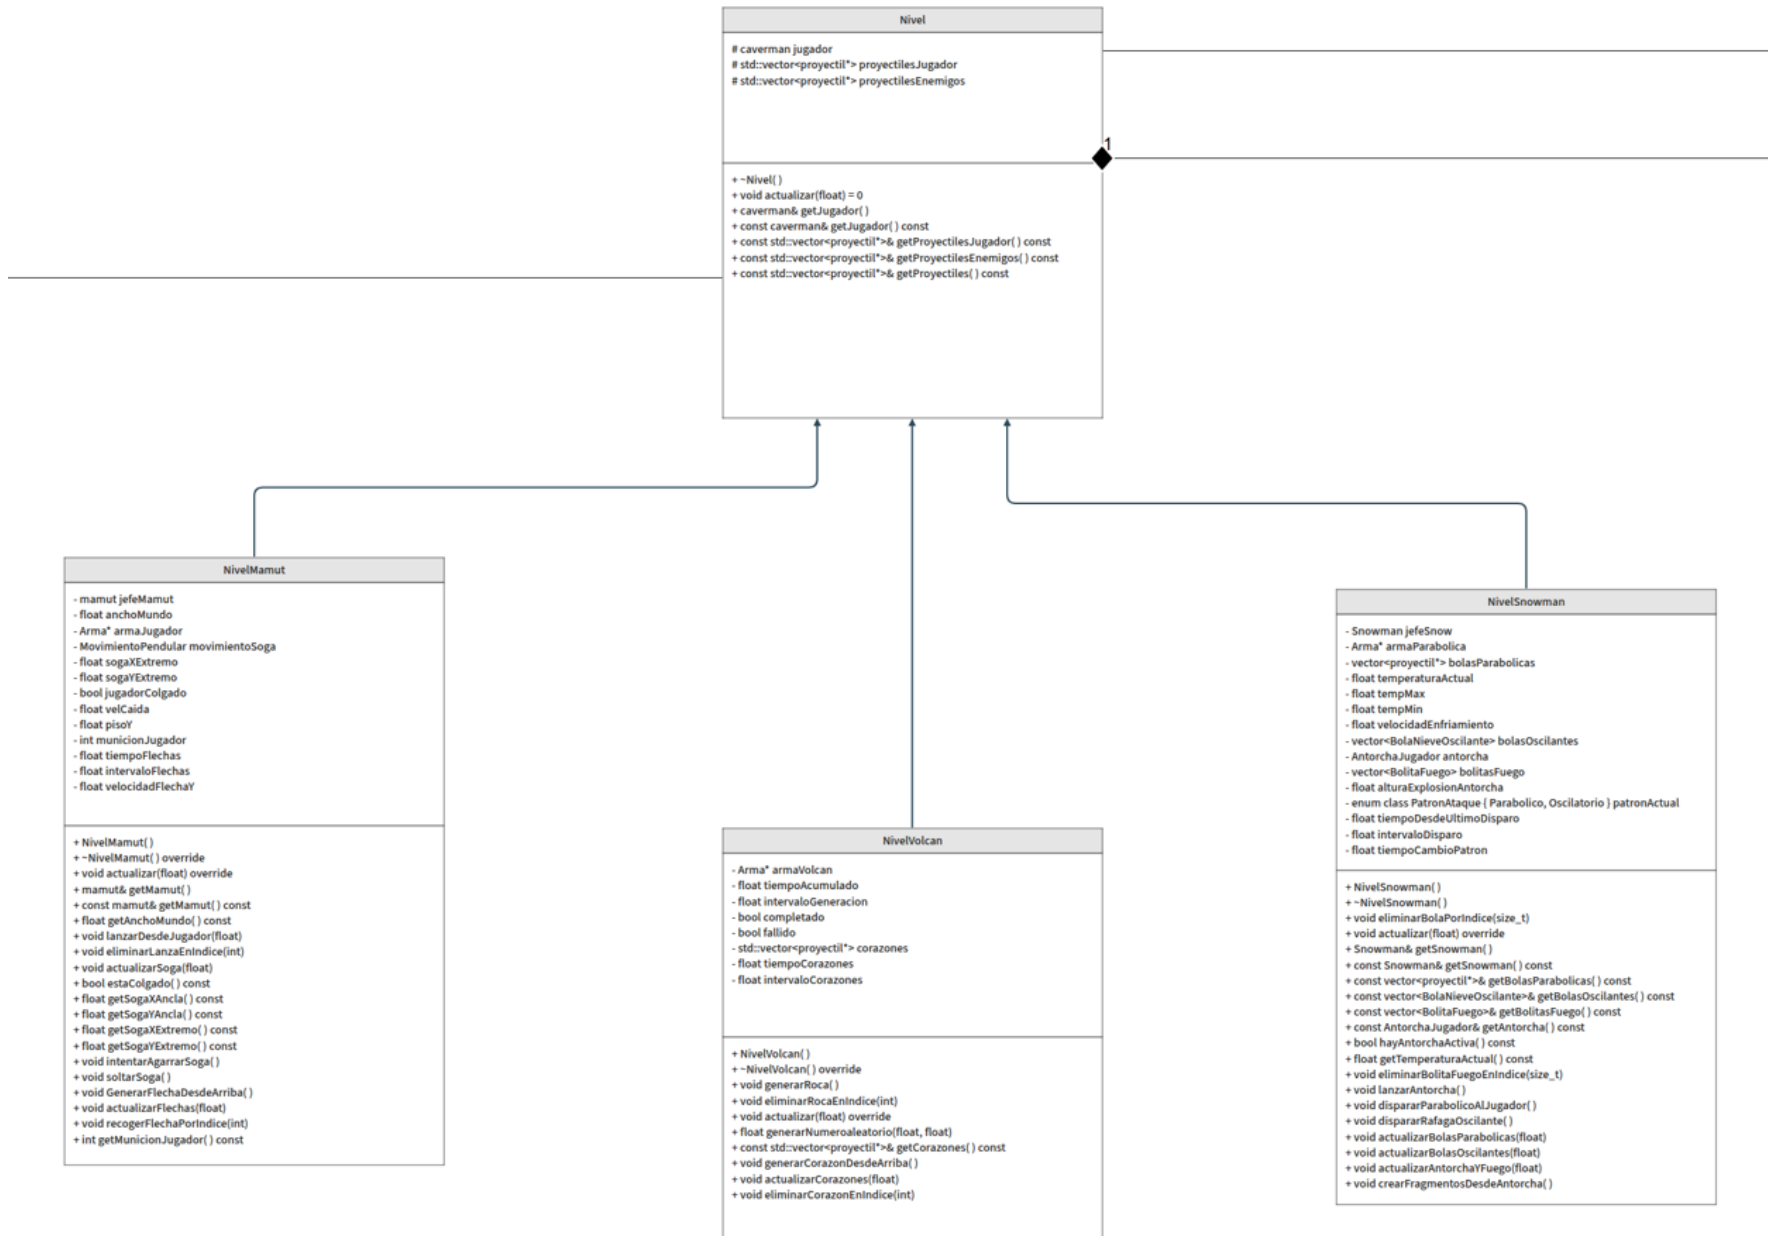 Nivel
# caverman jugador
# std::vector<proyectil*> proyectilesJugador
# std::vector<proyectil*> proyectilesEnemigos
1
+ ~Nivel( )
+ void actualizar(float) = 0
+ caverman& getJugador( )
+ const caverman& getJugador( ) const
+ const std::vector<proyectil*>& getProyectilesJugador( ) const
+ const std::vector<proyectil*>& getProyectilesEnemigos( ) const
+ const std::vector<proyectil*>& getProyectiles( ) const
NivelMamut
- mamut jefeMamut
- float anchoMundo
- Arma* armaJugador
- MovimientoPendular movimientoSoga
- float sogaXExtremo
- float sogaYExtremo
- bool jugadorColgado
- float velCaida
- float pisoY
- int municionJugador
- float tiempoFlechas
- float intervaloFlechas
- float velocidadFlechaY
+ NivelMamut( )
+ ~NivelMamut( ) override
+ void actualizar(float) override
+ mamut& getMamut( )
+ const mamut& getMamut( ) const
+ float getAnchoMundo( ) const
+ void lanzarDesdeJugador(float)
+ void eliminarLanzaEnIndice(int)
+ void actualizarSoga(float)
+ bool estaColgado( ) const
+ float getSogaXAncla( ) const
+ float getSogaYAncla( ) const
+ float getSogaXExtremo( ) const
+ float getSogaYExtremo( ) const
+ void intentarAgarrarSoga( )
+ void soltarSoga( )
+ void GenerarFlechaDesdeArriba( )
+ void actualizarFlechas(float)
+ void recogerFlechaPorIndice(int)
+ int getMunicionJugador( ) const
NivelVolcan
- Arma* armaVolcan
- float tiempoAcumulado
- float intervaloGeneracion
- bool completado
- bool fallido
- std::vector<proyectil*> corazones
- float tiempoCorazones
- float intervaloCorazones
+ NivelVolcan( )
+ ~NivelVolcan( ) override
+ void generarRoca( )
+ void eliminarRocaEnIndice(int)
+ void actualizar(float) override
+ float generarNumeroaleatorio(float, float)
+ const std::vector<proyectil*>& getCorazones( ) const
+ void generarCorazonDesdeArriba( )
+ void actualizarCorazones(float)
+ void eliminarCorazonEnIndice(int)
NivelSnowman
- Snowman jefeSnow
- Arma* armaParabolica
- vector<proyectil*> bolasParabolicas
- float temperaturaActual
- float tempMax
- float tempMin
- float velocidadEnfriamiento
- vector<BolaNieveOscilante> bolasOscilantes
- AntorchaJugador antorcha
- vector<BolitaFuego> bolitasFuego
- float alturaExplosionAntorcha
- enum class PatronAtaque { Parabolico, Oscilatorio } patronActual
- float tiempoDesdeUltimoDisparo
- float intervaloDisparo
- float tiempoCambioPatron
+ NivelSnowman( )
+ ~NivelSnowman( )
+ void eliminarBolaPorIndice(size_t)
+ void actualizar(float) override
+ Snowman& getSnowman( )
+ const Snowman& getSnowman( ) const
+ const vector<proyectil*>& getBolasParabolicas( ) const
+ const vector<BolaNieveOscilante>& getBolasOscilantes( ) const
+ const vector<BolitaFuego>& getBolitasFuego( ) const
+ const AntorchaJugador& getAntorcha( ) const
+ bool hayAntorchaActiva( ) const
+ float getTemperaturaActual( ) const
+ void eliminarBolitaFuegoEnIndice(size_t)
+ void lanzarAntorcha( )
+ void dispararParabolicoAlJugador( )
+ void dispararRafagaOscilante( )
+ void actualizarBolasParabolicas(float)
+ void actualizarBolasOscilantes(float)
+ void actualizarAntorchaYFuego(float)
+ void crearFragmentosDesdeAntorcha( )